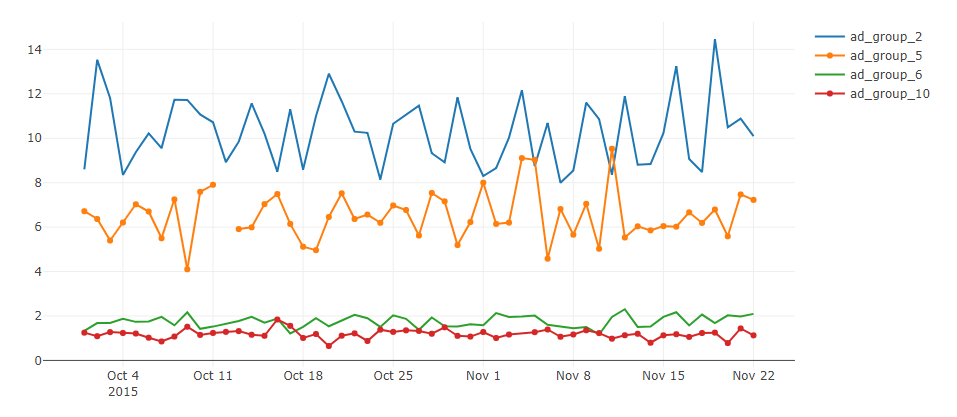 14
12
10
8
6
4
2
0
Oct 4
2015
Oct 11
Oct 18
Oct 25
Nov 1
Nov 8
Nov 15
Nov 22
ad_group_2
ad_group_5
ad_group_6
ad_group_10